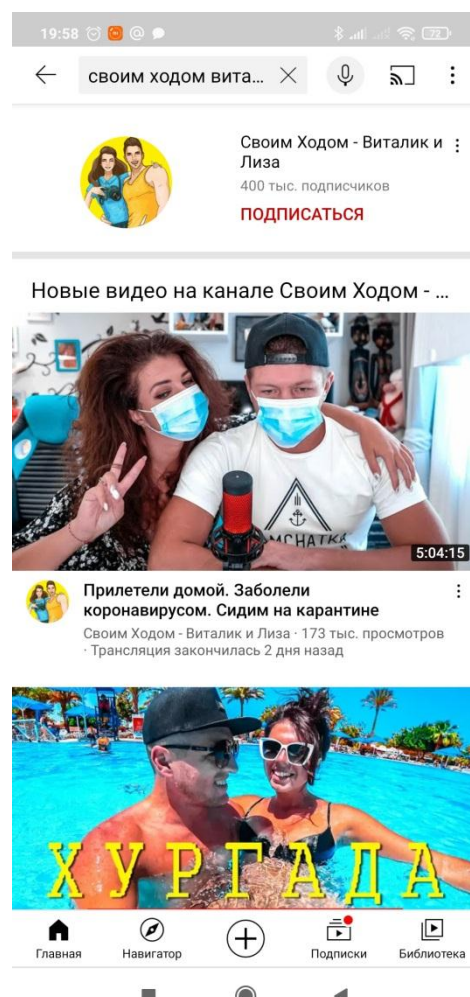 19:58
72
своим ходом вита...
Своим Ходом - Виталик и
Лиза
400 тыс. подписчиков
ПОДПИСАТЬСЯ
Новые видео на канале Своим Ходом - ...
MCHATKA
5:04:15
Прилетели домой. Заболели
коронавирусом. Сидим на карантине
Своим Ходом - Виталик и Лиза · 173 тыс. просмотров
· Трансляция закончилась 2 дня назад
ХУРГАДА
Главная
Навигатор
Подписки
Библиотека